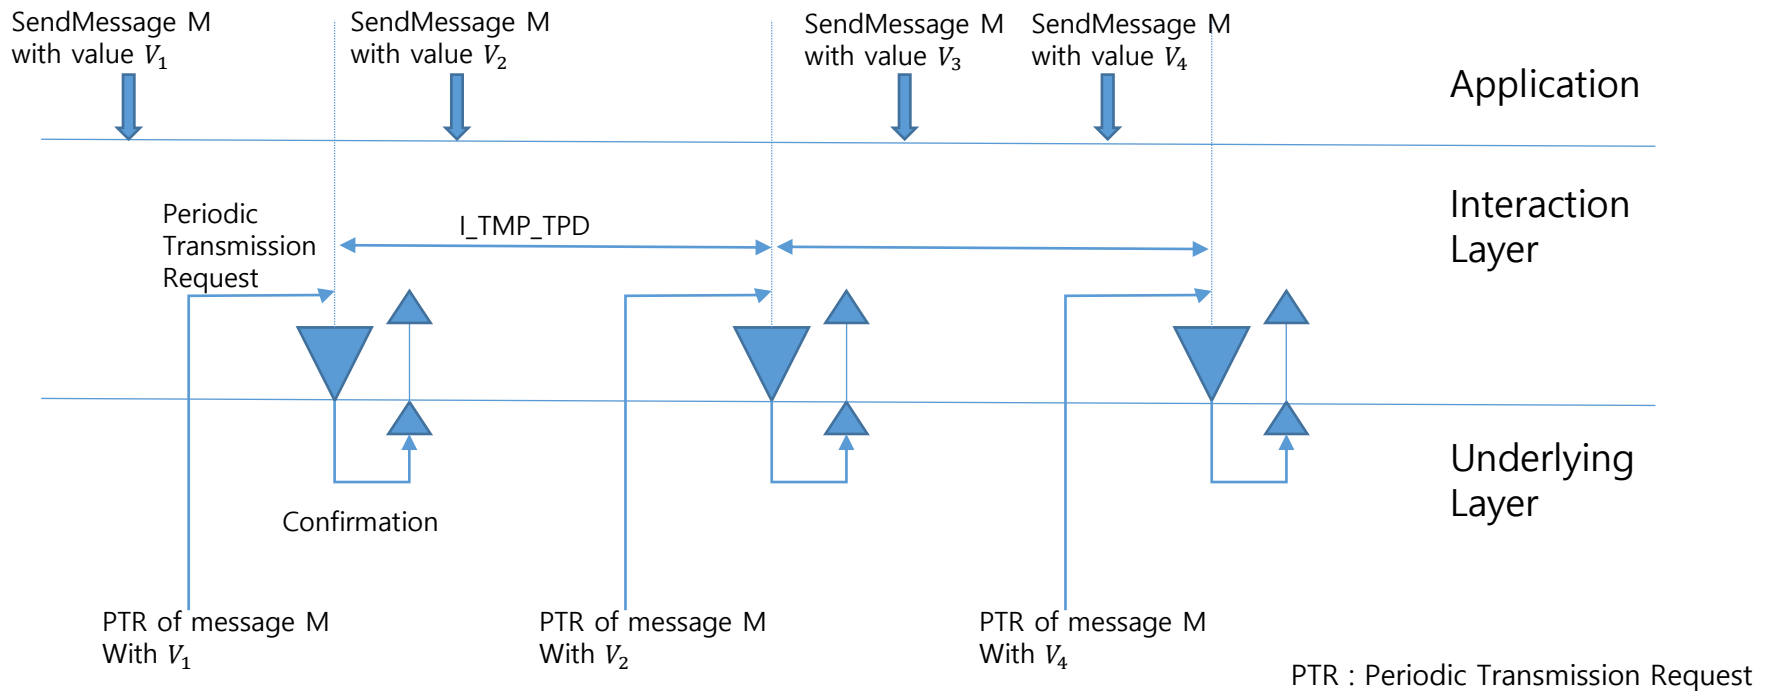 SendMessage M
with value V₁
SendMessage M
with value V₂
SendMessage M
with value V₃
SendMessage M
with value V₄
Application
Periodic
Transmission
Request
I_TMP_TPD
Interaction
Layer
Underlying
Layer
Confirmation
PTR of message M
With V₁
PTR of message M
With V₂
PTR of message M
With V₄
PTR : Periodic Transmission Request